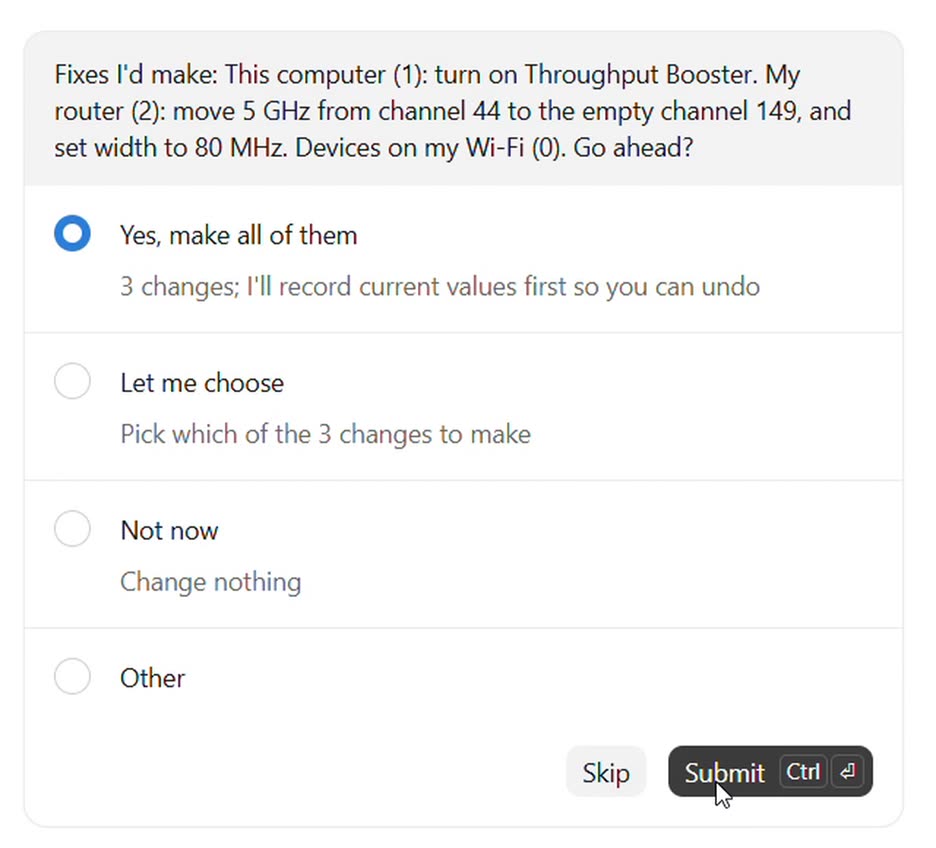 Fixes I'd make: This computer (1): turn on Throughput Booster. My
router (2): move 5 GHz from channel 44 to the empty channel 149, and
set width to 80 MHz. Devices on my Wi-Fi (0). Go ahead?
Yes, make all of them
3 changes; I'll record current values first so you can undo
Let me choose
Pick which of the 3 changes to make
Not now
Change nothing
Other
Skip
Submit Ctrl ⏎